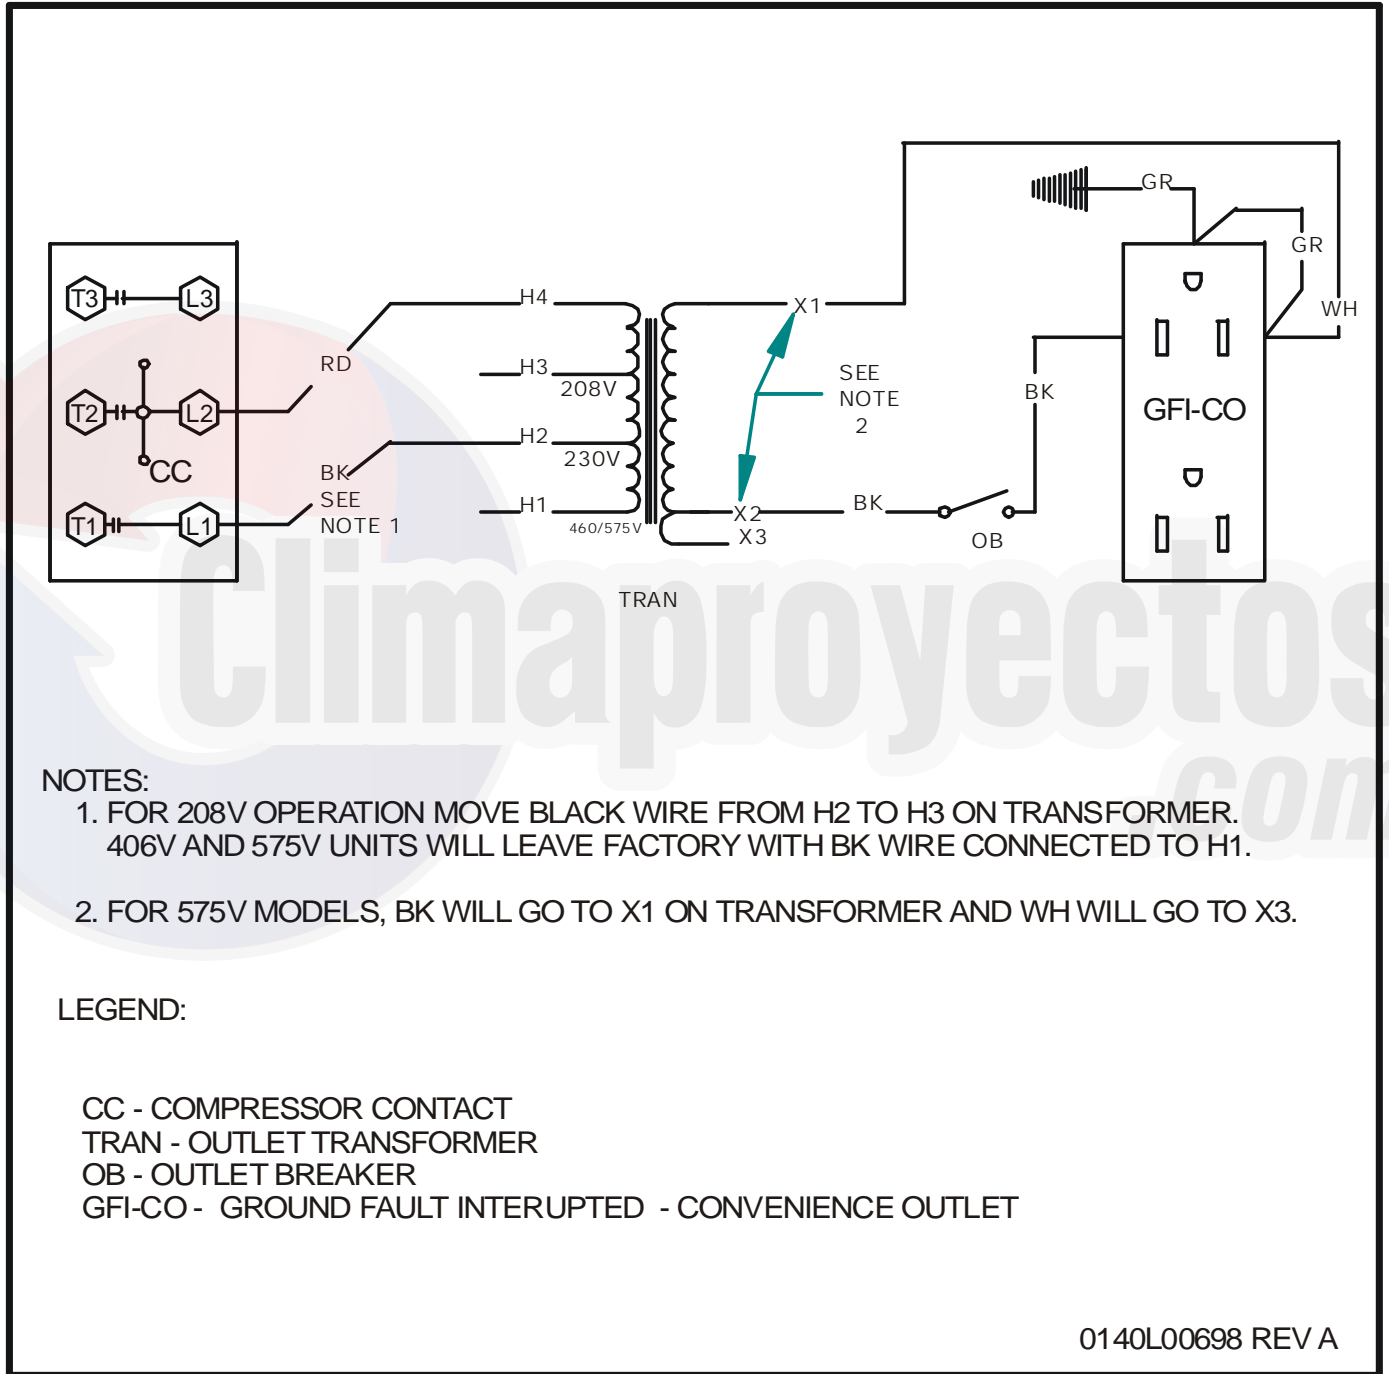 GR
GR
T3
L3
H4
X1
WH
RD
H3
208V
SEE
NOTE
2
BK
T2
L2
GFI-CO
H2
230V
CC
BK
SEE
NOTE 1
T1
L1
H1
460/575V
X2
BK
X3
OB
TRAN
Climaproyectos
.com
NOTES:
1. FOR 208V OPERATION MOVE BLACK WIRE FROM H2 TO H3 ON TRANSFORMER.
406V AND 575V UNITS WILL LEAVE FACTORY WITH BK WIRE CONNECTED TO H1.
2. FOR 575V MODELS, BK WILL GO TO X1 ON TRANSFORMER AND WH WILL GO TO X3.
LEGEND:
CC - COMPRESSOR CONTACT
TRAN - OUTLET TRANSFORMER
OB - OUTLET BREAKER
GFI-CO - GROUND FAULT INTERUPTED - CONVENIENCE OUTLET
0140L00698 REV A